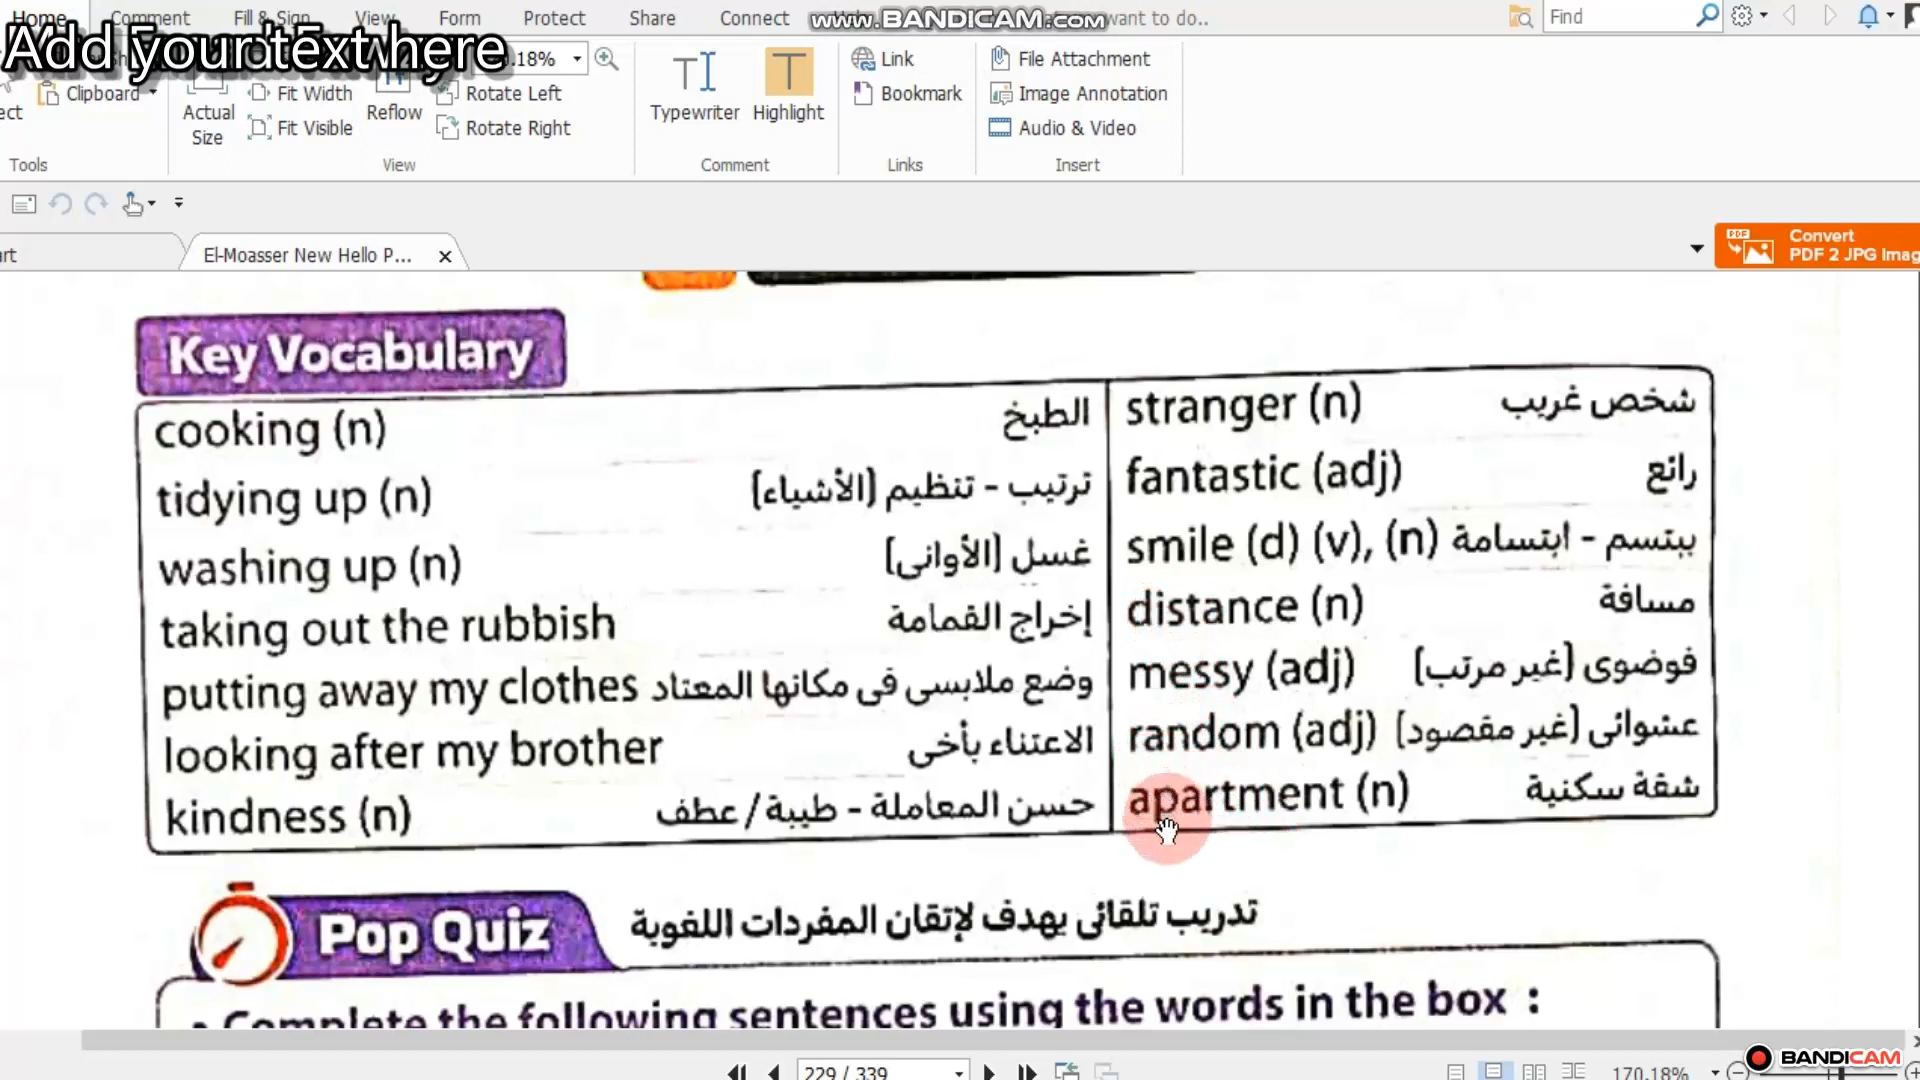 Home Comment Fill & Sign View Form Protect Share Connect www.BANDICAM.com want to do.. Find
Add your text here
.18% Link File Attachment
Clipboard Fit Width Rotate Left Bookmark Image Annotation
Actual Size Reflow Typewriter Highlight
Fit Visible Rotate Right Audio & Video
Tools View Comment Links Insert
El-Moasser New Hello P...
Convert
PDF 2 JPG Imag
Key Vocabulary
cooking (n) الطبخ
tidying up (n) ترتيب - تنظيم [الأشياء]
washing up (n) غسل [الأوانى]
taking out the rubbish إخراج القمامة
putting away my clothes وضع ملابسى فى مكانها المعتاد
looking after my brother الاعتناء بأخى
kindness (n) حسن المعاملة - طيبة / عطف
stranger (n) شخص غريب
fantastic (adj) رائع
smile (d) (v), (n) يبتسم - ابتسامة
distance (n) مسافة
messy (adj) فوضوى [غير مرتب]
random (adj) عشوائى [غير مقصود]
apartment (n) شقة سكنية
Pop Quiz تدريب تلقائى يهدف لإتقان المفردات اللغوية
• Complete the following sentences using the words in the box :
229 / 339 170.18%
BANDICAM